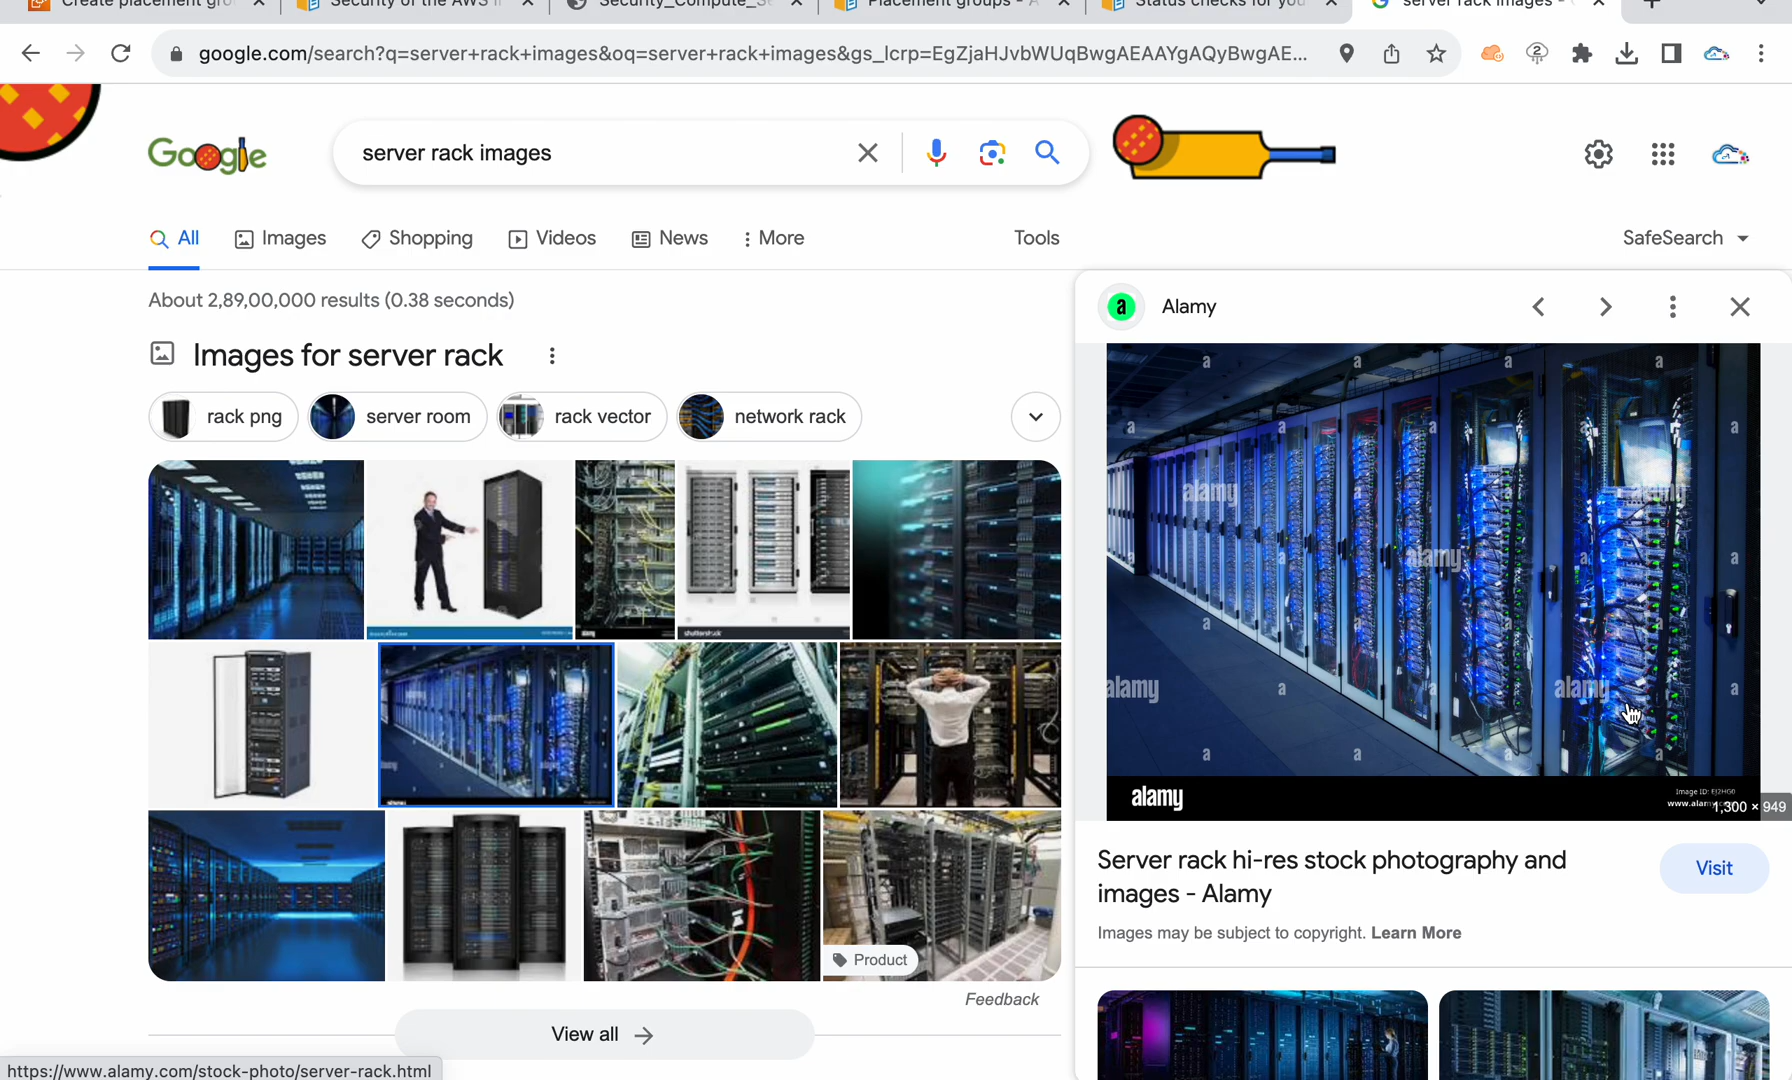 Create placement gro
Security of the AWS I
Security_Compute_Se
Placement groups - A
Status checks for you
server rack images -
google.com/search?q=server+rack+images&oq=server+rack+images&gs_lcrp=EgZjaHJvbWUqBwgAEAAYgAQyBwgAE...
Google
server rack images
All
Images
Shopping
Videos
News
More
Tools
SafeSearch
About 2,89,00,000 results (0.38 seconds)
a Alamy
Images for server rack
rack png
server room
rack vector
network rack
alamy
alamy
alamy
alamy
alamy
alamy
shutterstock
www.alam
1,300 × 949
Server rack hi-res stock photography and
images - Alamy
Visit
Images may be subject to copyright. Learn More
Product
Feedback
View all
https://www.alamy.com/stock-photo/server-rack.html